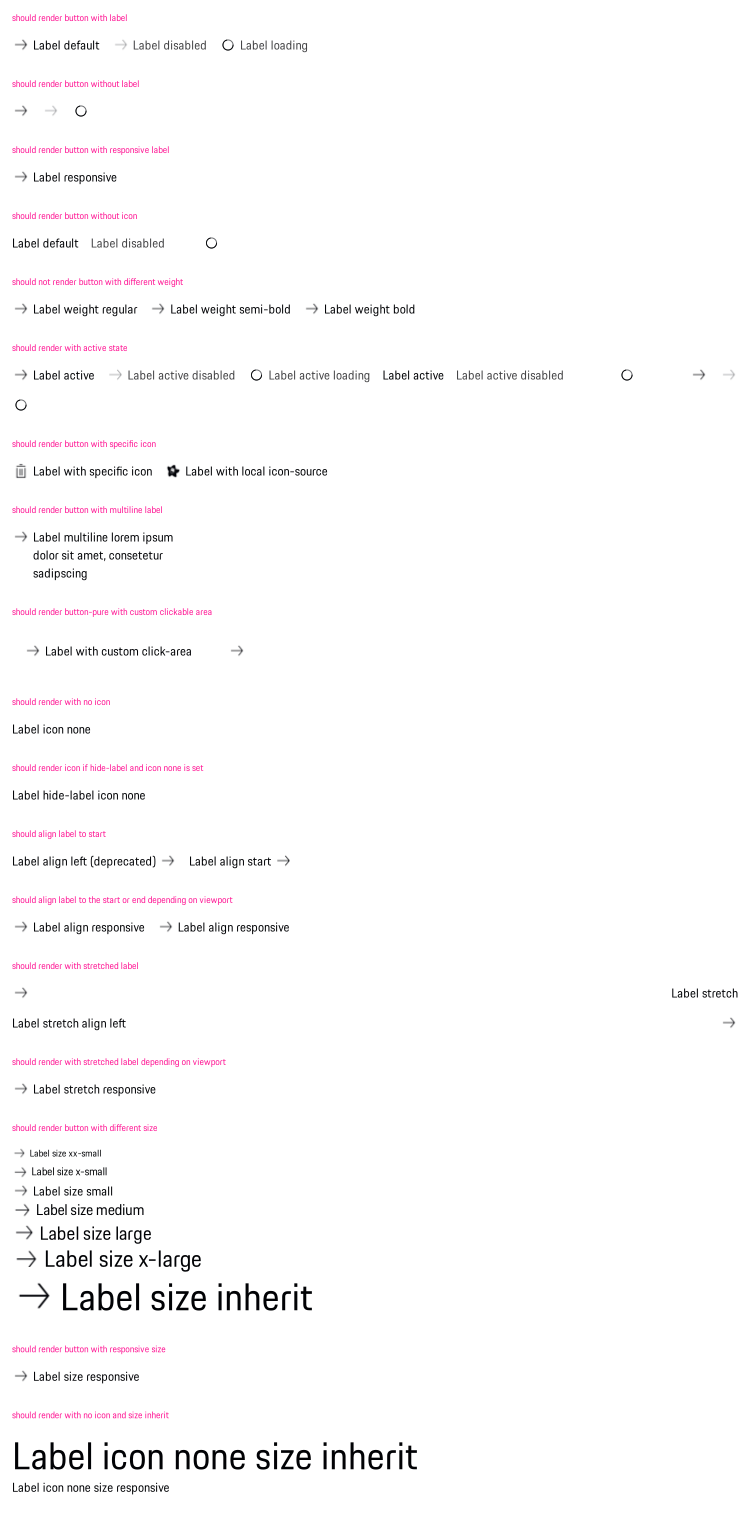 should render button with label
Label default Label disabled Label loading
should render button without label
should render button with responsive label
Label responsive
should render button without icon
Label default Label disabled
should not render button with different weight
Label weight regular Label weight semi-bold Label weight bold
should render with active state
Label active Label active disabled Label active loading Label active Label active disabled
should render button with specific icon
Label with specific icon Label with local icon-source
should render button with multiline label
Label multiline lorem ipsum
dolor sit amet, consetetur
sadipscing
should render button-pure with custom clickable area
Label with custom click-area
should render with no icon
Label icon none
should render icon if hide-label and icon none is set
Label hide-label icon none
should align label to start
Label align left (deprecated) Label align start
should align label to the start or end depending on viewport
Label align responsive Label align responsive
should render with stretched label
Label stretch
Label stretch align left
should render with stretched label depending on viewport
Label stretch responsive
should render button with different size
Label size xx-small
Label size x-small
Label size small
Label size medium
Label size large
Label size x-large
Label size inherit
should render button with responsive size
Label size responsive
should render with no icon and size inherit
Label icon none size inherit
Label icon none size responsive